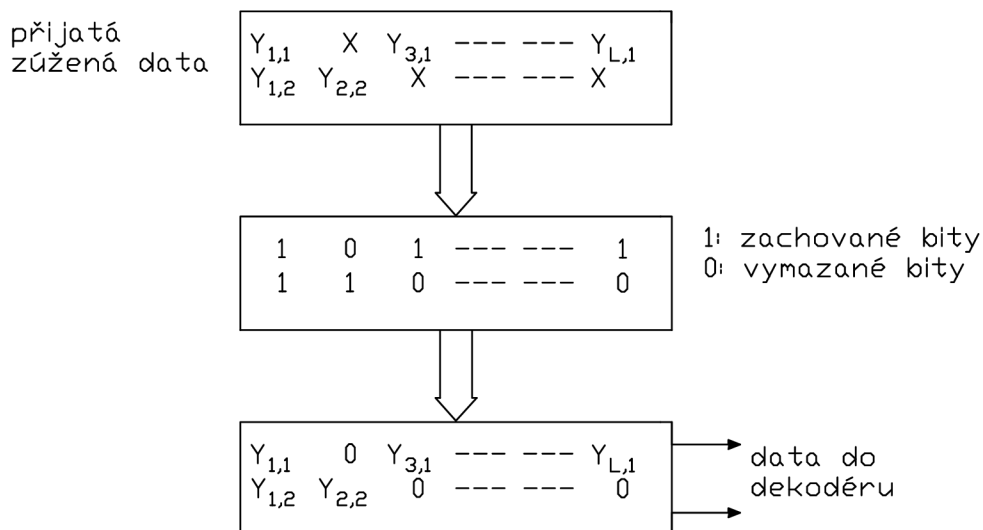 přijatá
zúžená data
Y1,1 X Y3,1 --- --- YL,1
Y1,2 Y2,2 X --- --- X
1 0 1 --- --- 1
1 1 0 --- --- 0
1: zachované bity
0: vymazané bity
Y1,1 0 Y3,1 --- --- YL,1
Y1,2 Y2,2 0 --- --- 0
data do
dekodéru